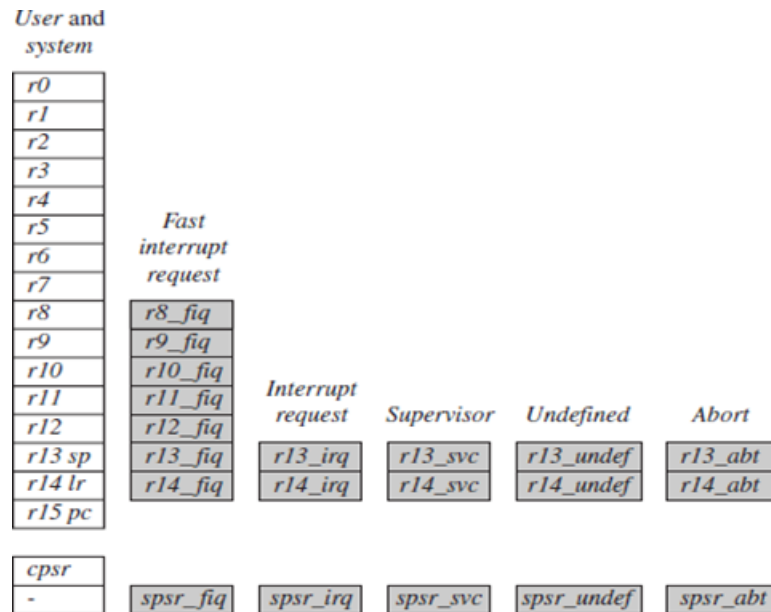 User and
system
r0
r1
r2
r3
r4
r5
r6
r7
r8
r9
r10
r11
r12
r13 sp
r14 lr
r15 pc
cpsr
-
Fast
interrupt
request
r8_fiq
r9_fiq
r10_fiq
r11_fiq
r12_fiq
r13_fiq
r14_fiq
spsr_fiq
Interrupt
request
r13_irq
r14_irq
spsr_irq
Supervisor
r13_svc
r14_svc
spsr_svc
Undefined
r13_undef
r14_undef
spsr_undef
Abort
r13_abt
r14_abt
spsr_abt